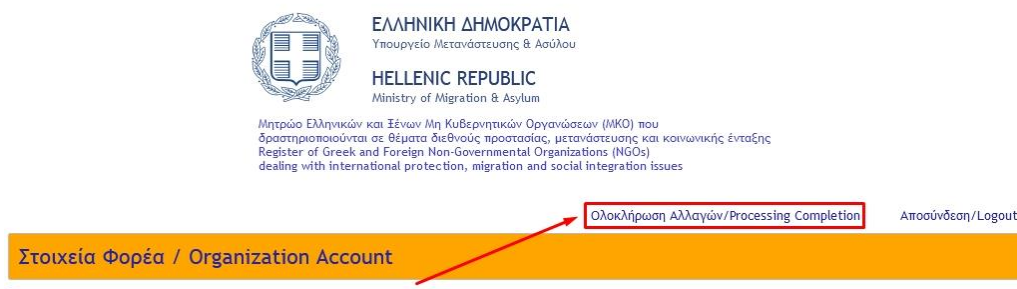 ΕΛΛΗΝΙΚΗ ΔΗΜΟΚΡΑΤΙΑ
Υπουργείο Μετανάστευσης & Ασύλου
HELLENIC REPUBLIC
Ministry of Migration & Asylum
Μητρώο Ελληνικών και Ξένων Μη Κυβερνητικών Οργανώσεων (ΜΚΟ) που
δραστηριοποιούνται σε θέματα διεθνούς προστασίας, μετανάστευσης και κοινωνικής ένταξης
Register of Greek and Foreign Non-Governmental Organizations (NGOs)
dealing with international protection, migration and social integration issues
Ολοκλήρωση Αλλαγών/Processing Completion Αποσύνδεση/Logout
Στοιχεία Φορέα / Organization Account